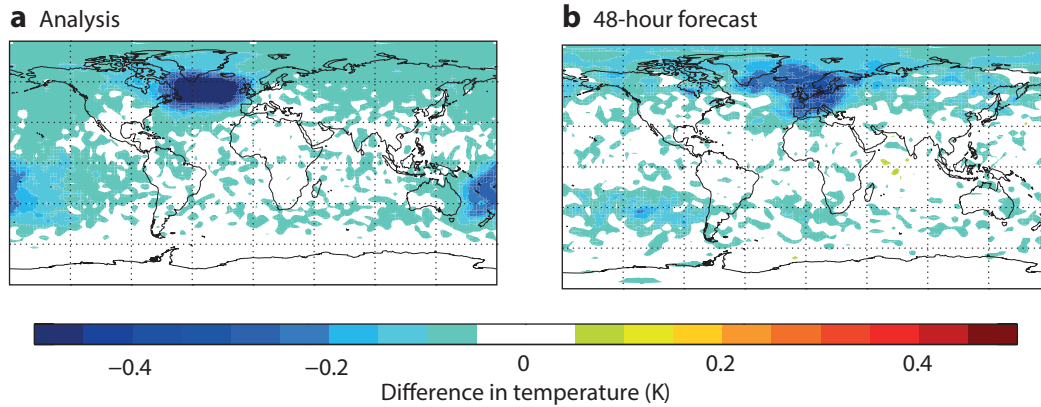 a Analysis
b 48-hour forecast
−0.4 −0.2 0 0.2 0.4
Difference in temperature (K)